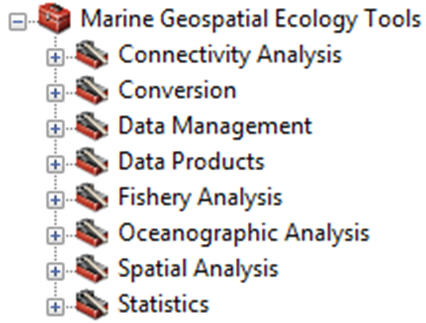 Marine Geospatial Ecology Tools
Connectivity Analysis
Conversion
Data Management
Data Products
Fishery Analysis
Oceanographic Analysis
Spatial Analysis
Statistics